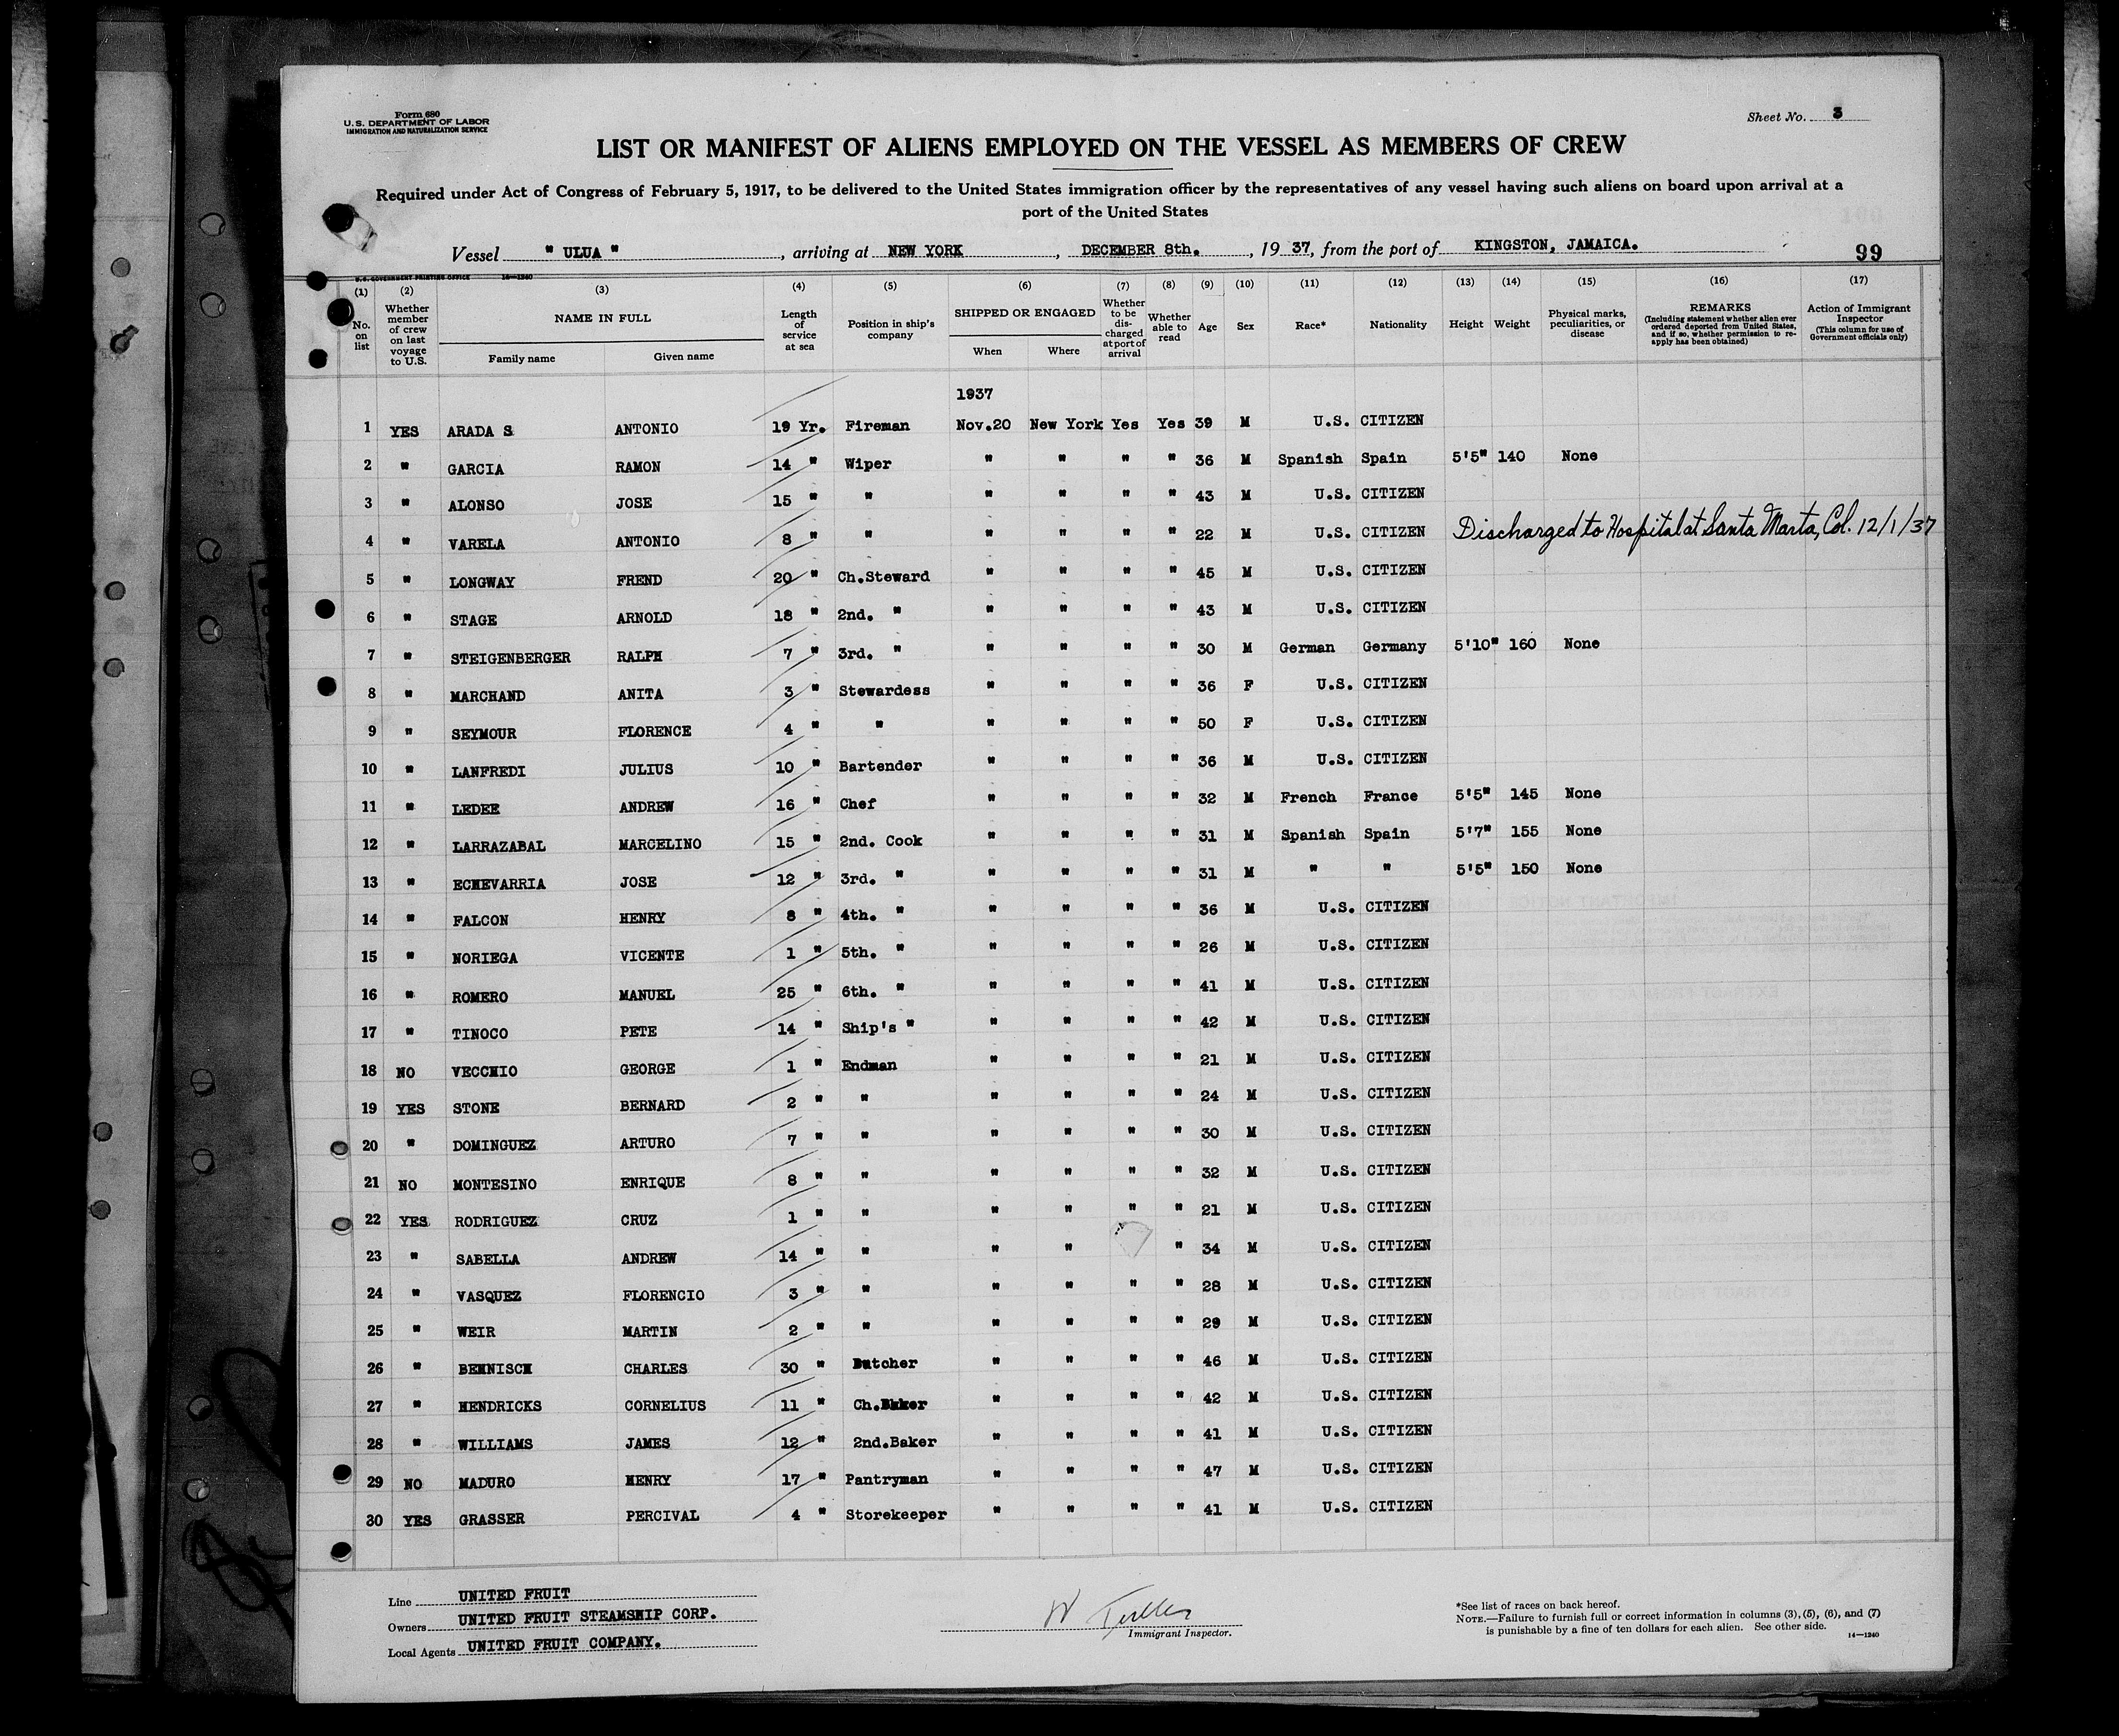 Form 680
U. S. DEPARTMENT OF LABOR
IMMIGRATION AND NATURALIZATION SERVICE
Sheet No. 3
LIST OR MANIFEST OF ALIENS EMPLOYED ON THE VESSEL AS MEMBERS OF CREW
Required under Act of Congress of February 5, 1917, to be delivered to the United States immigration officer by the representatives of any vessel having such aliens on board upon arrival at a
port of the United States
Vessel " ULUA ", arriving at NEW YORK, DECEMBER 8th., 1937, from the port of KINGSTON, JAMAICA.
99
U.S. GOVERNMENT PRINTING OFFICE 14—1240
(1) (2) (3) (4) (5) (6) (7) (8) (9) (10) (11) (12) (13) (14) (15) (16) (17)
No. on list
Whether member of crew on last voyage to U.S.
NAME IN FULL
Family name Given name
Length of service at sea
Position in ship's company
SHIPPED OR ENGAGED
When Where
Whether to be discharged at port of arrival
Whether able to read
Age
Sex
Race*
Nationality
Height
Weight
Physical marks, peculiarities, or disease
REMARKS
(Including statement whether alien ever ordered deported from United States, and if so, whether permission to reapply has been obtained)
Action of Immigrant Inspector
(This column for use of Government officials only)
1937
1 YES ARADA S ANTONIO 19 Yr. Fireman Nov.20 New York Yes Yes 39 M U.S. CITIZEN
2 " GARCIA RAMON 14 " Wiper " " " " 36 M Spanish Spain 5'5" 140 None
3 " ALONSO JOSE 15 " " " " " " 43 M U.S. CITIZEN
4 " VARELA ANTONIO 8 " " " " " " 22 M U.S. CITIZEN Discharged to Hospital at Santa Marta, Col. 12/1/37
5 " LONGWAY FREND 20 " Ch.Steward " " " " 45 M U.S. CITIZEN
6 " STAGE ARNOLD 18 " 2nd. " " " " " 43 M U.S. CITIZEN
7 " STEIGENBERGER RALPH 7 " 3rd. " " " " " 30 M German Germany 5'10" 160 None
8 " MARCHAND ANITA 3 " Stewardess " " " " 36 F U.S. CITIZEN
9 " SEYMOUR FLORENCE 4 " " " " " " 50 F U.S. CITIZEN
10 " LANFREDI JULIUS 10 " Bartender " " " " 36 M U.S. CITIZEN
11 " LEDEE ANDREW 16 " Chef " " " " 32 M French France 5'5" 145 None
12 " LARRAZABAL MARCELINO 15 " 2nd. Cook " " " " 31 M Spanish Spain 5'7" 155 None
13 " ECHEVARRIA JOSE 12 " 3rd. " " " " " 31 M " " 5'5" 150 None
14 " FALCON HENRY 8 " 4th. " " " " " 36 M U.S. CITIZEN
15 " NORIEGA VICENTE 1 " 5th. " " " " " 26 M U.S. CITIZEN
16 " ROMERO MANUEL 25 " 6th. " " " " " 41 M U.S. CITIZEN
17 " TINOCO PETE 14 " Ship's " " " " " 42 M U.S. CITIZEN
18 NO VECCHIO GEORGE 1 " Endman " " " " 21 M U.S. CITIZEN
19 YES STONE BERNARD 2 " " " " " " 24 M U.S. CITIZEN
20 " DOMINGUEZ ARTURO 7 " " " " " " 30 M U.S. CITIZEN
21 NO MONTESINO ENRIQUE 8 " " " " " " 32 M U.S. CITIZEN
22 YES RODRIGUEZ CRUZ 1 " " " " " " 21 M U.S. CITIZEN
23 " SABELLA ANDREW 14 " " " " " 34 M U.S. CITIZEN
24 " VASQUEZ FLORENCIO 3 " " " " " " 28 M U.S. CITIZEN
25 " WEIR MARTIN 2 " " " " " " 29 M U.S. CITIZEN
26 " BEHNISCH CHARLES 30 " Butcher " " " " 46 M U.S. CITIZEN
27 " HENDRICKS CORNELIUS 11 " Ch.Baker " " " " 42 M U.S. CITIZEN
28 " WILLIAMS JAMES 12 " 2nd.Baker " " " " 41 M U.S. CITIZEN
29 NO MADURO HENRY 17 " Pantryman " " " " 47 M U.S. CITIZEN
30 YES GRASSER PERCIVAL 4 " Storekeeper " " " " 41 M U.S. CITIZEN
Line UNITED FRUIT
Owners UNITED FRUIT STEAMSHIP CORP.
Local Agents UNITED FRUIT COMPANY.
Immigrant Inspector.
*See list of races on back hereof.
NOTE.—Failure to furnish full or correct information in columns (3), (5), (6), and (7)
is punishable by a fine of ten dollars for each alien. See other side.
14—1240